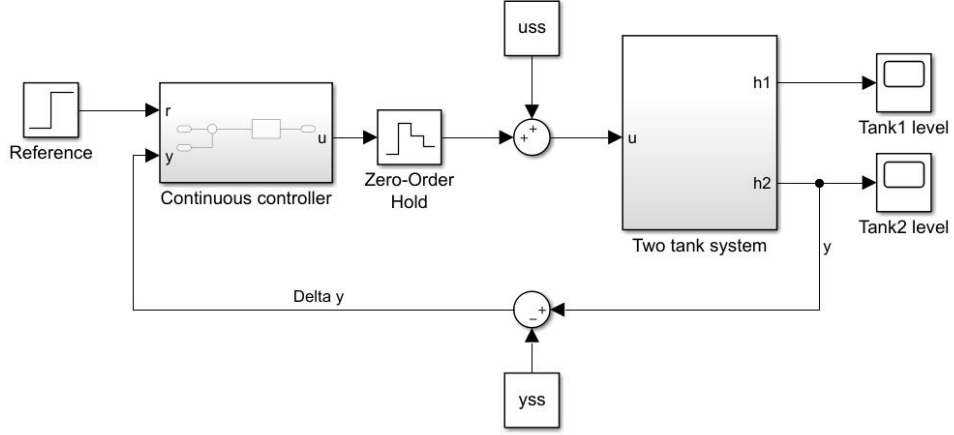 uss
h1
Tank1 level
Reference
r
y
u
Continuous controller
Zero-Order
Hold
+
+
u
h2
Tank2 level
Two tank system
y
Delta y
+
−
yss